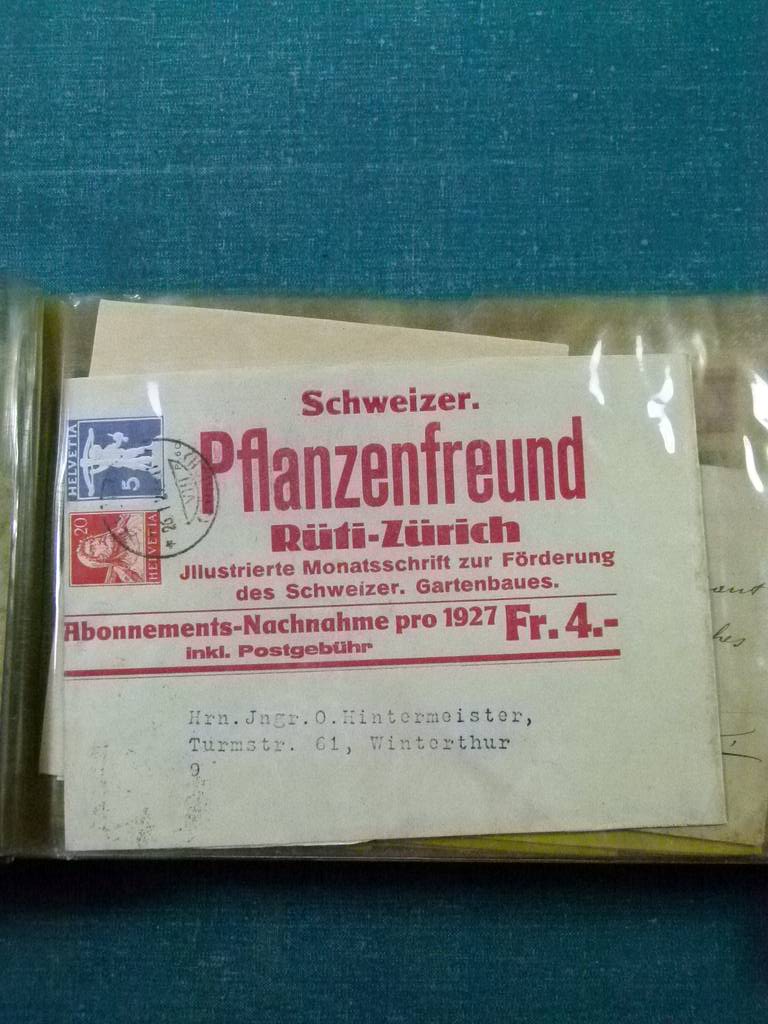 Schweizer.
Pflanzenfreund
Rüti-Zürich
Jllustrierte Monatsschrift zur Förderung
des Schweizer. Gartenbaues.
Abonnements-Nachnahme pro 1927 Fr. 4.-
inkl. Postgebühr
Hrn.Jngr.O.Hintermeister,
Turmstr. 61, Winterthur
9
HELVETIA
5
20
HELVETIA